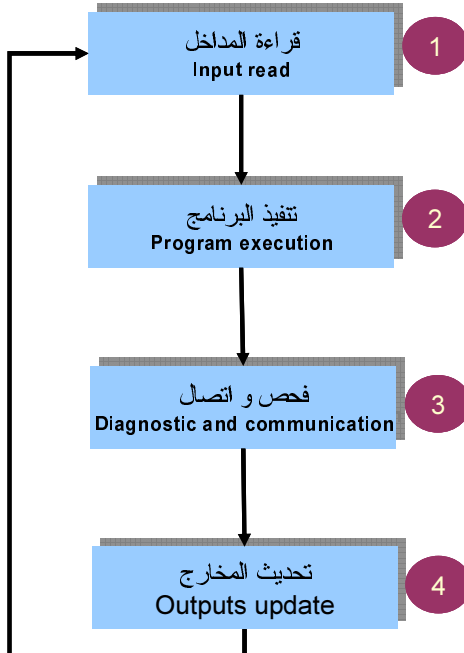 قراءة المداخل
1
Input read
تنفيذ البرنامج
2
Program execution
فحص و اتصال
3
Diagnostic and communication
تحديث المخارج
4
Outputs update